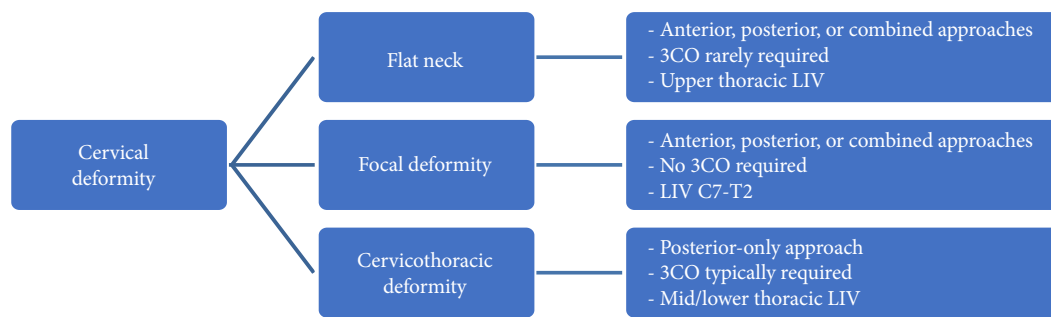 Cervical
deformity
Flat neck
- Anterior, posterior, or combined approaches
- 3CO rarely required
- Upper thoracic LIV
Focal deformity
- Anterior, posterior, or combined approaches
- No 3CO required
- LIV C7-T2
Cervicothoracic
deformity
- Posterior-only approach
- 3CO typically required
- Mid/lower thoracic LIV